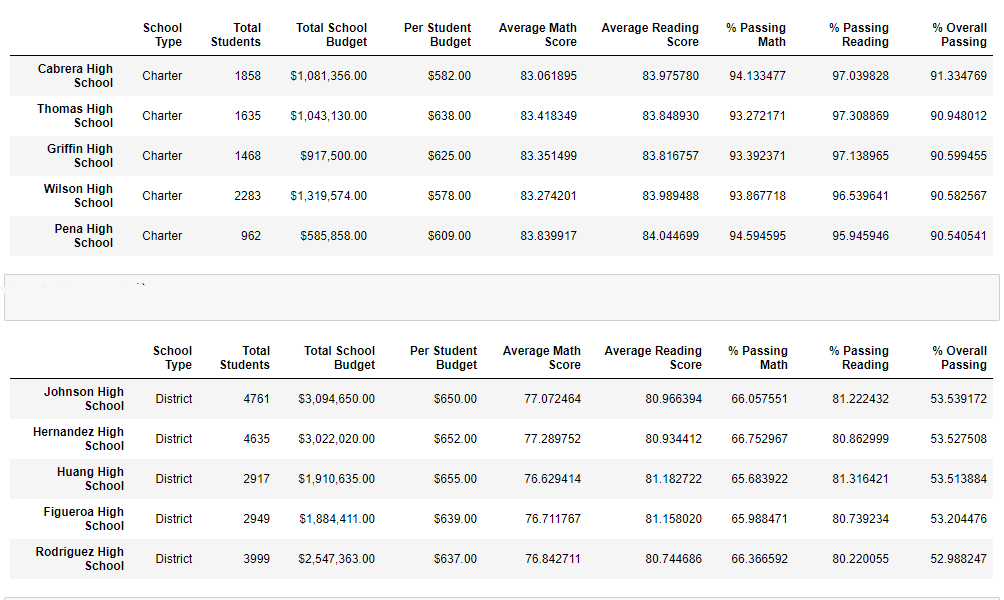 School Total Total School Per Student Average Math Average Reading % Passing % Passing % Overall
Type Students Budget Budget Score Score Math Reading Passing
Cabrera High School Charter 1858 $1,081,356.00 $582.00 83.061895 83.975780 94.133477 97.039828 91.334769
Thomas High School Charter 1635 $1,043,130.00 $638.00 83.418349 83.848930 93.272171 97.308869 90.948012
Griffin High School Charter 1468 $917,500.00 $625.00 83.351499 83.816757 93.392371 97.138965 90.599455
Wilson High School Charter 2283 $1,319,574.00 $578.00 83.274201 83.989488 93.867718 96.539641 90.582567
Pena High School Charter 962 $585,858.00 $609.00 83.839917 84.044699 94.594595 95.945946 90.540541
School Total Total School Per Student Average Math Average Reading % Passing % Passing % Overall
Type Students Budget Budget Score Score Math Reading Passing
Johnson High School District 4761 $3,094,650.00 $650.00 77.072464 80.966394 66.057551 81.222432 53.539172
Hernandez High School District 4635 $3,022,020.00 $652.00 77.289752 80.934412 66.752967 80.862999 53.527508
Huang High School District 2917 $1,910,635.00 $655.00 76.629414 81.182722 65.683922 81.316421 53.513884
Figueroa High School District 2949 $1,884,411.00 $639.00 76.711767 81.158020 65.988471 80.739234 53.204476
Rodriguez High School District 3999 $2,547,363.00 $637.00 76.842711 80.744686 66.366592 80.220055 52.988247